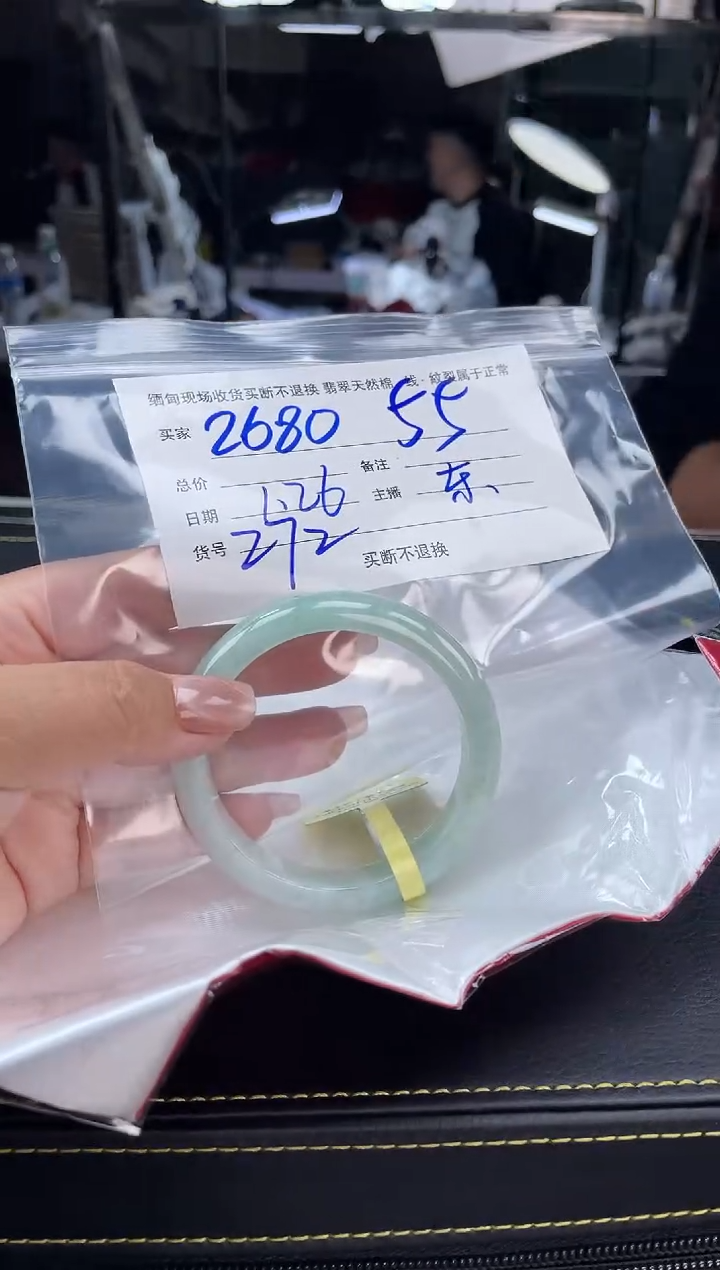 缅甸现场收货买断不退换 翡翠天然棉·线·紋裂属于正常
买家 2680 55
总价 备注
日期 1.26 主播 东、
货号 272 买断不退换